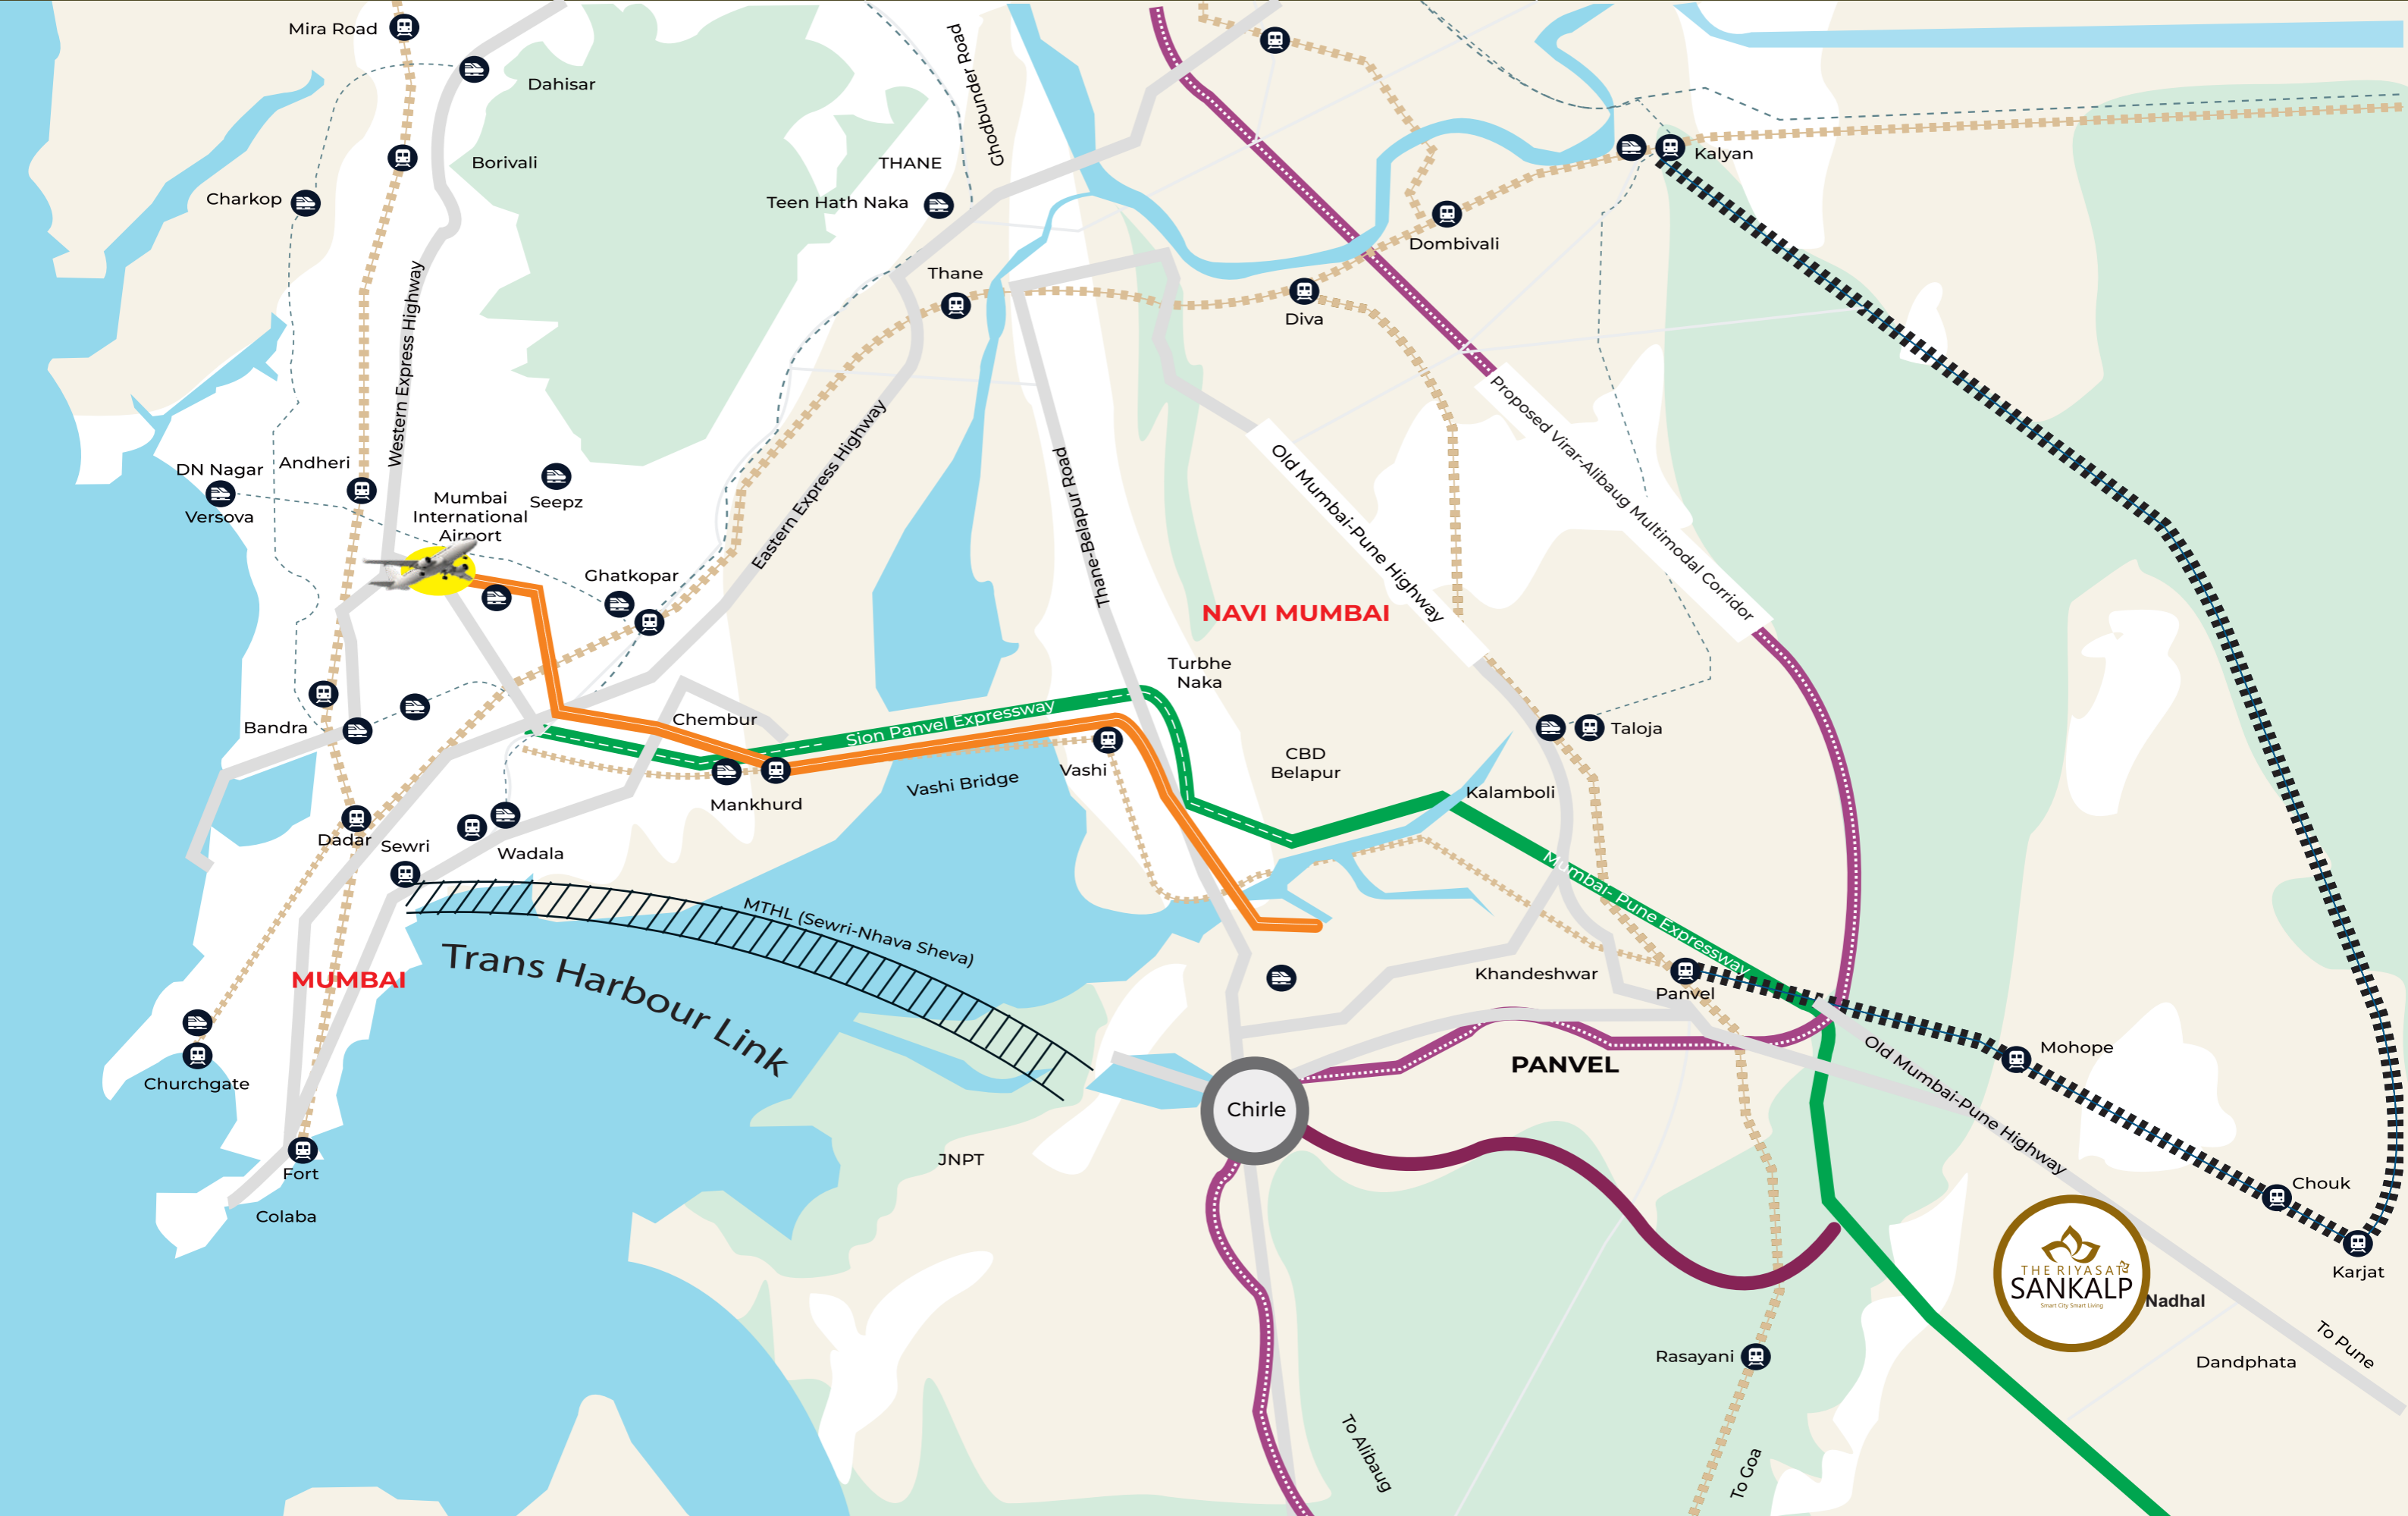 Mira Road
Dahisar
Borivali
Charkop
Ghodbunder Road
THANE
Teen Hath Naka
Thane
Kalyan
Dombivali
Diva
Western Express Highway
Eastern Express Highway
Thane-Belapur Road
Old Mumbai-Pune Highway
Proposed Virar-Alibaug Multimodal Corridor
DN Nagar
Versova
Andheri
Mumbai
International
Airport
Seepz
Ghatkopar
NAVI MUMBAI
Turbhe
Naka
Bandra
Chembur
Sion Panvel Expressway
Vashi Bridge
Vashi
CBD
Belapur
Taloja
Kalamboli
Mankhurd
Dadar
Sewri
Wadala
Mumbai- Pune Expressway
MTHL (Sewri-Nhava Sheva)
Trans Harbour Link
MUMBAI
Khandeshwar
Panvel
PANVEL
Old Mumbai-Pune Highway
Mohope
Churchgate
Chirle
JNPT
Fort
Colaba
Chouk
Karjat
THE RIYASAT
SANKALP
Smart City Smart Living
Nadhal
To Pune
Dandphata
Rasayani
To Alibaug
To Goa